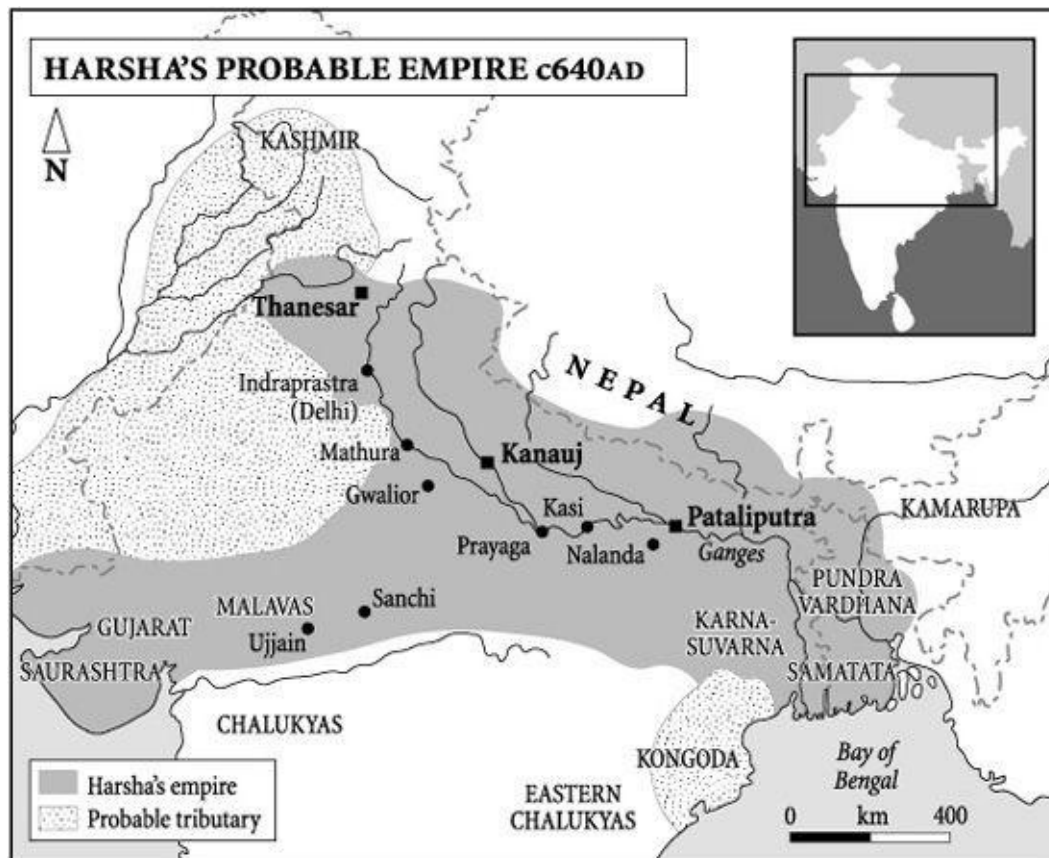 HARSHA'S PROBABLE EMPIRE c640AD
N
KASHMIR
Thanesar
Indraprastra
(Delhi)
NEPAL
Mathura
Kanauj
Gwalior
Kasi
Pataliputra
KAMARUPA
Prayaga
Nalanda
Ganges
PUNDRA
VARDHANA
Sanchi
MALAVAS
GUJARAT
Ujjain
KARNA-
SUVARNA
SAURASHTRA
SAMATATA
CHALUKYAS
KONGODA
Bay of
Bengal
Harsha's empire
Probable tributary
EASTERN
CHALUKYAS
0 km 400